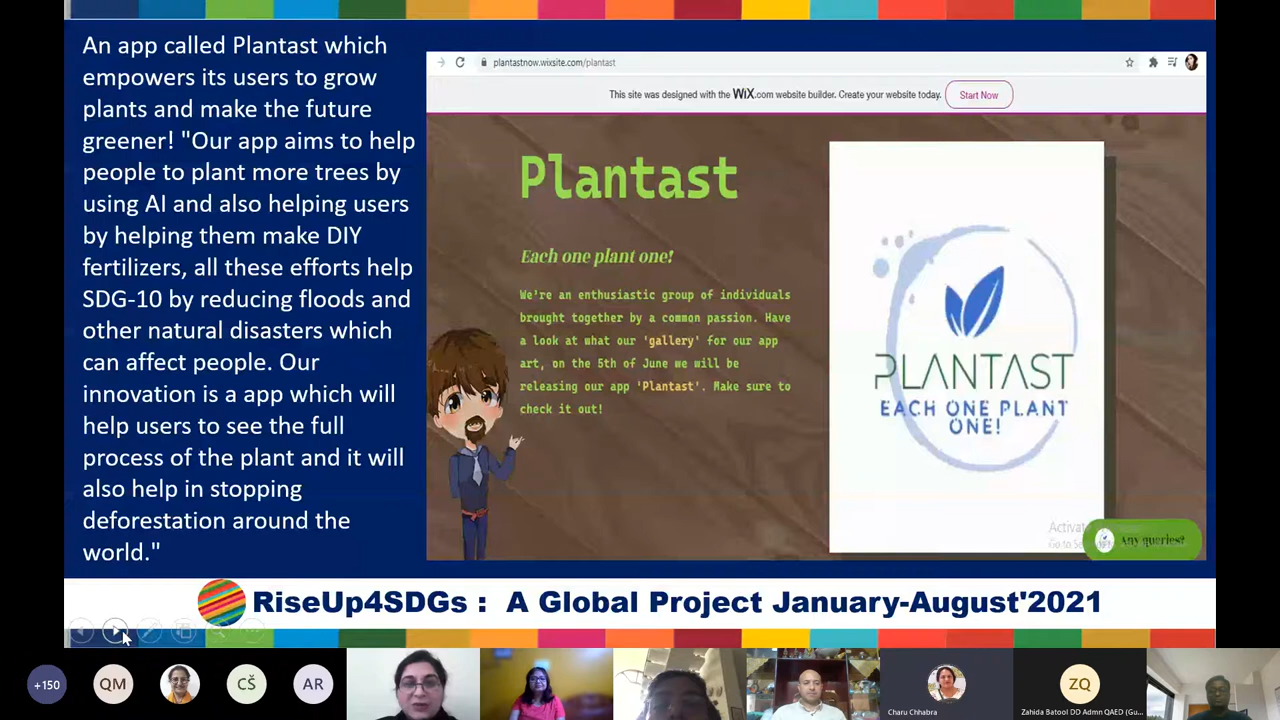 An app called Plantast which
empowers its users to grow
plants and make the future
greener! "Our app aims to help
people to plant more trees by
using AI and also helping users
by helping them make DIY
fertilizers, all these efforts help
SDG-10 by reducing floods and
other natural disasters which
can affect people. Our
innovation is a app which will
help users to see the full
process of the plant and it will
also help in stopping
deforestation around the
world."
plantastnow.wixsite.com/plantast
This site was designed with the WiX.com website builder. Create your website today. Start Now
Plantast
Each one plant one!
We're an enthusiastic group of individuals
brought together by a common passion. Have
a look at what our 'gallery' for our app
art, on the 5th of June we will be
releasing our app 'Plantast'. Make sure to
check it out!
PLANTAST
EACH ONE PLANT
ONE!
Any queries?
RiseUp4SDGs : A Global Project January-August'2021
+150
QM
CŠ
AR
Charu Chhabra
ZQ
Zahida Batool DD Admn QAED (Gu...